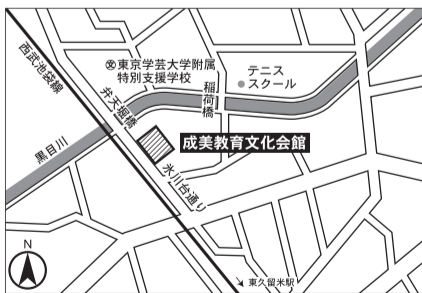 西武池袋線
文東京学芸大学附属
特別支援学校
稲荷橋
テニス
スクール
弁天堀橋
成美教育文化会館
黒目川
氷川台通り
N
東久留米駅